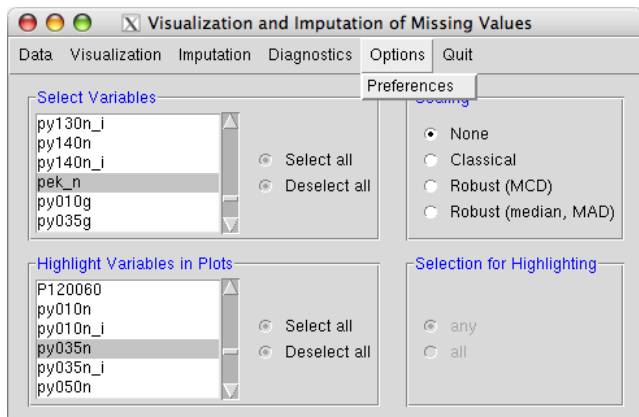 Visualization and Imputation of Missing Values
Data Visualization Imputation Diagnostics Options Quit
Preferences
Select Variables
py130n_i
py140n
py140n_i
pek_n
py010g
py035g
Select all
Deselect all
Scaling
None
Classical
Robust (MCD)
Robust (median, MAD)
Highlight Variables in Plots
P120060
py010n
py010n_i
py035n
py035n_i
py050n
Select all
Deselect all
Selection for Highlighting
any
all